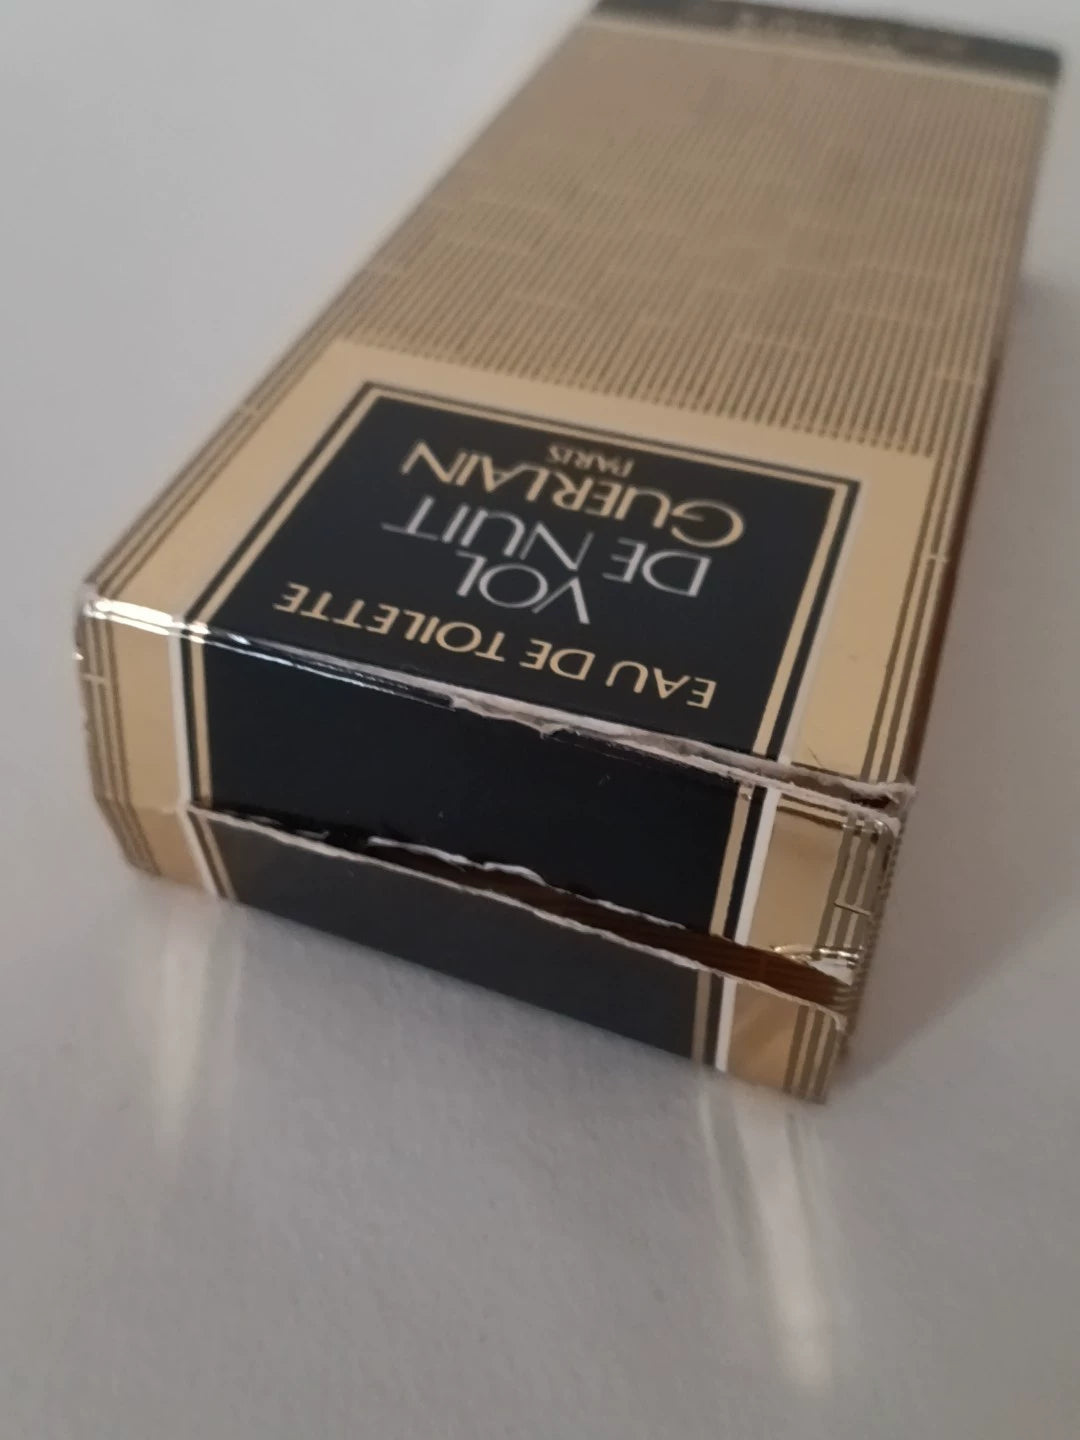 EAU DE TOILETTE
VOL
DE NUIT
GUERLAIN
PARIS